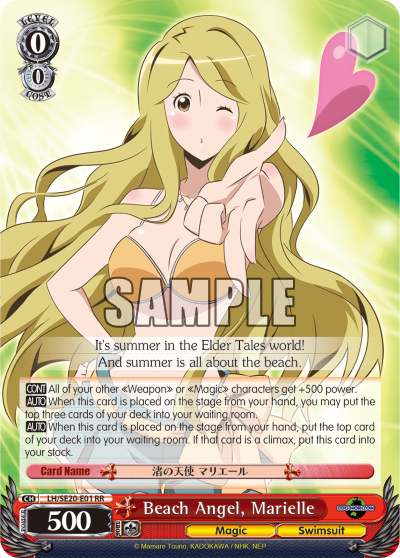 LEVEL
0
0
COST
SAMPLE
It's summer in the Elder Tales world!
And summer is all about the beach.
CONT All of your other «Weapon» or «Magic» characters get +500 power.
AUTO When this card is placed on the stage from your hand, you may put the
top three cards of your deck into your waiting room.
AUTO When this card is placed on the stage from your hand, put the top card
of your deck into your waiting room. If that card is a climax, put this card into
your stock.
Card Name 渚の天使 マリエール
CH LH/SE20-E01 RR
500
Beach Angel, Marielle
Magic Swimsuit
© Mamare Touno, KADOKAWA / NHK, NEP